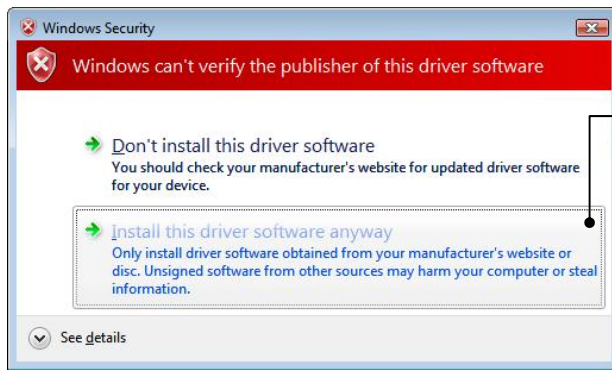 Windows Security
Windows can't verify the publisher of this driver software
Don't install this driver software
You should check your manufacturer's website for updated driver software
for your device.
Install this driver software anyway
Only install driver software obtained from your manufacturer's website or
disc. Unsigned software from other sources may harm your computer or steal
information.
See details